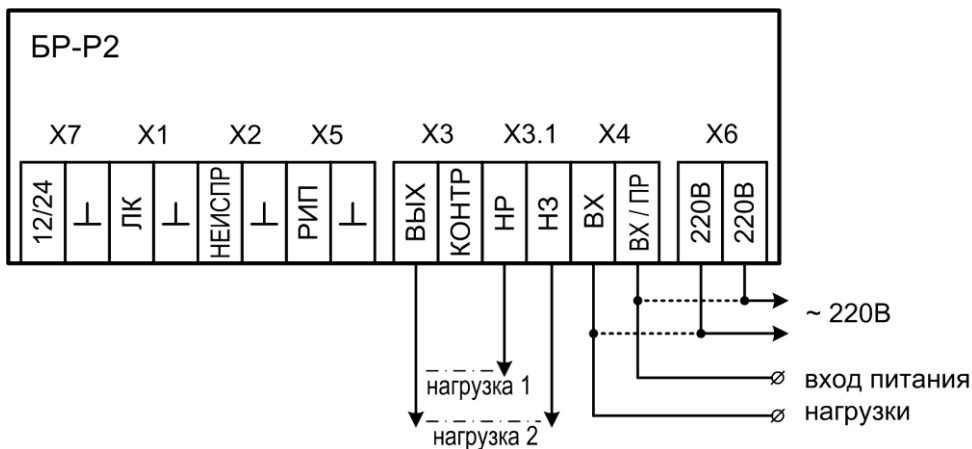 БР-Р2
X7 X1 X2 X5 X3 X3.1 X4 X6
12/24
⊥
ЛК
⊥
НЕИСПР
⊥
РИП
⊥
ВЫХ
КОНТР
НР
НЗ
ВХ
ВХ / ПР
220В
220В
~ 220В
нагрузка 1
вход питания
нагрузки
нагрузка 2